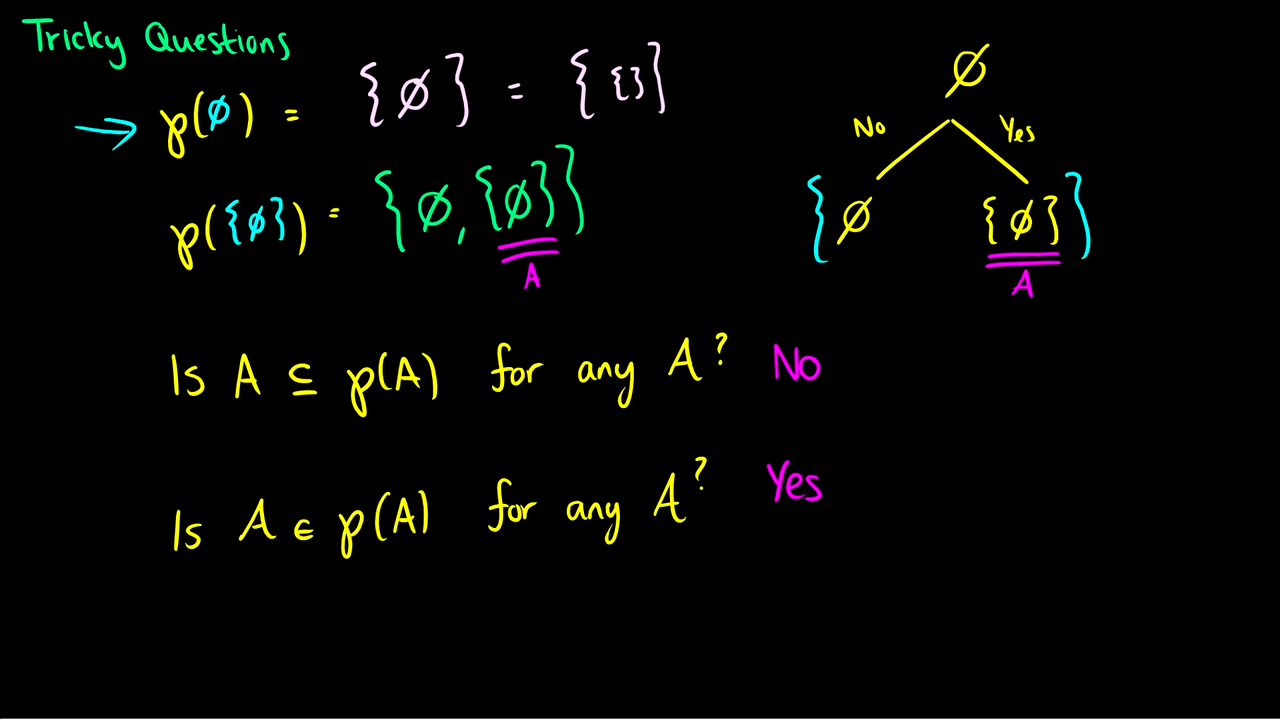 Tricky Questions
→ ℘(∅) = {∅} = {{}}
℘({∅}) = {∅, {∅}}
A
∅
No Yes
{∅ {∅}}
A
Is A ⊆ ℘(A) for any A? No
Is A ∈ ℘(A) for any A? Yes